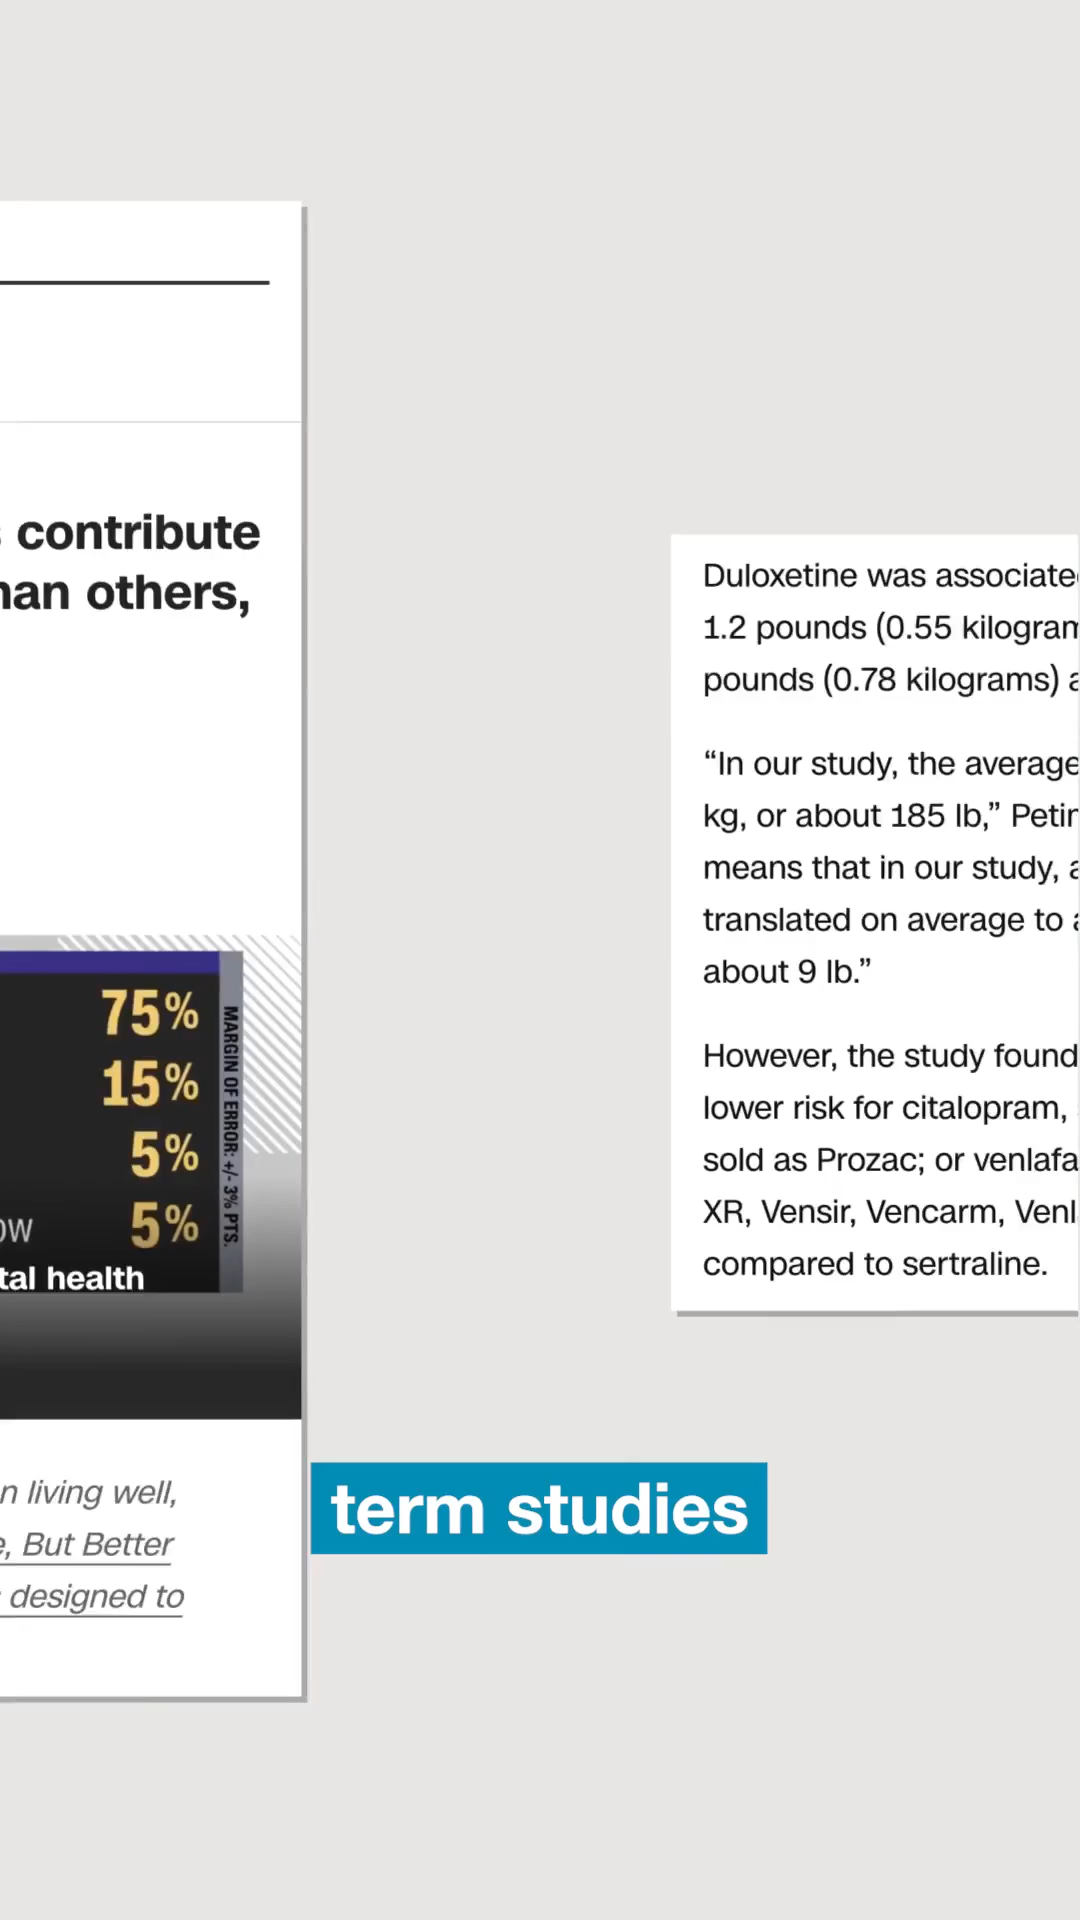 contribute
han others,
75%
15%
5%
5%
MARGIN OF ERROR: +/- 3% PTS.
tal health
n living well,
e, But Better
designed to
Duloxetine was associate
1.2 pounds (0.55 kilogram
pounds (0.78 kilograms) a
“In our study, the average
kg, or about 185 lb,” Petir
means that in our study, a
translated on average to a
about 9 lb.”
However, the study found
lower risk for citalopram,
sold as Prozac; or venlafa
XR, Vensir, Vencarm, Venl
compared to sertraline.
term studies